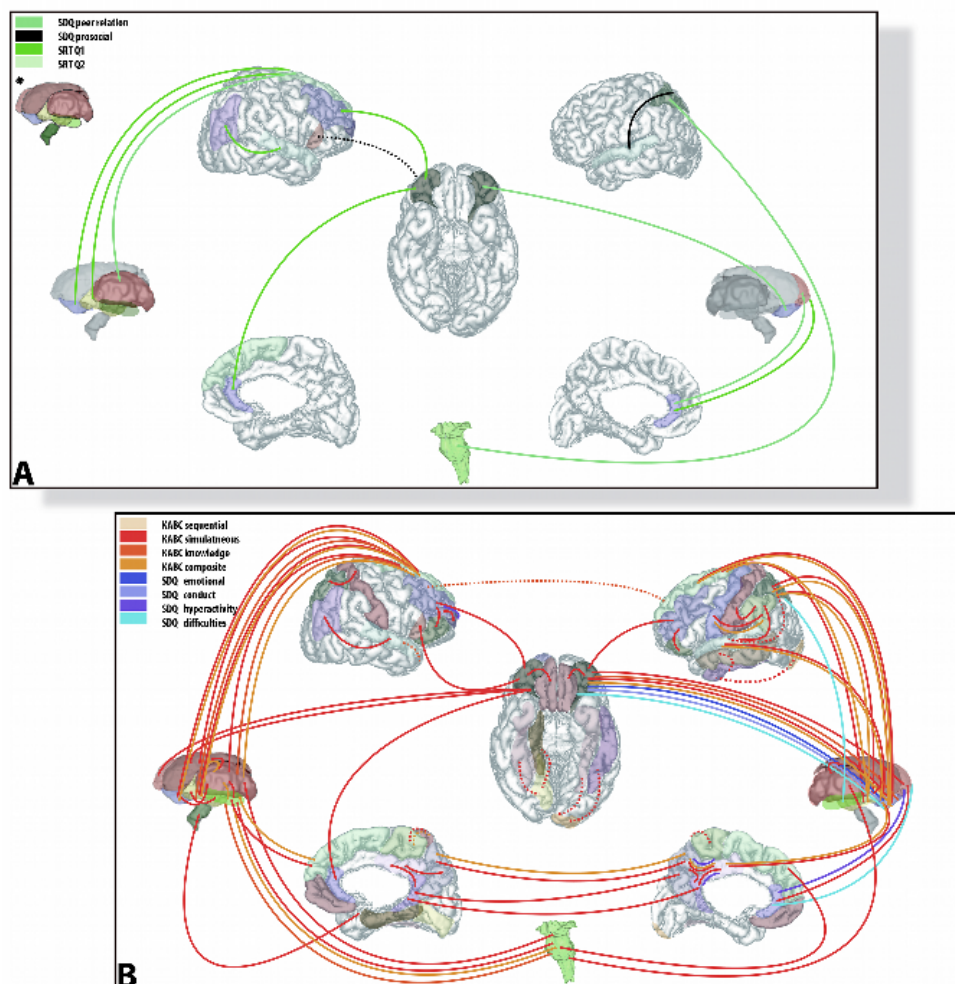 SDQ peer relation
SDQ prosocial
SRT Q1
SRT Q2
*
A
KABC sequential
KABC simulatneous
KABC knowledge
KABC composite
SDQ emotional
SDQ conduct
SDQ hyperactivity
SDQ difficulties
B